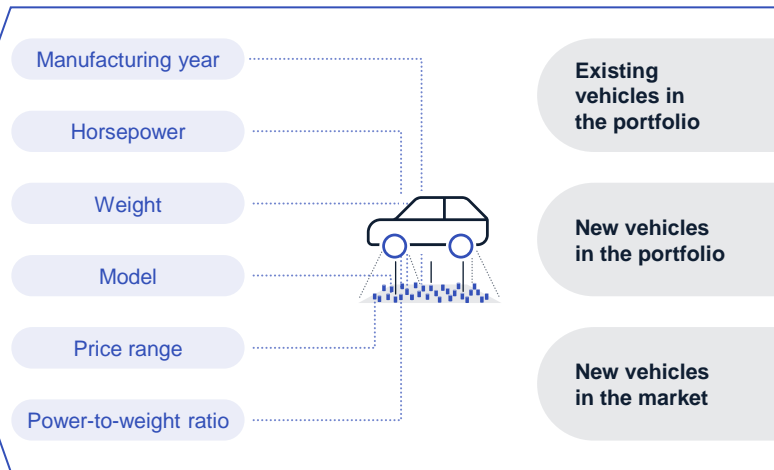 Manufacturing year
Horsepower
Weight
Model
Price range
Power-to-weight ratio
Existing
vehicles in
the portfolio
New vehicles
in the portfolio
New vehicles
in the market